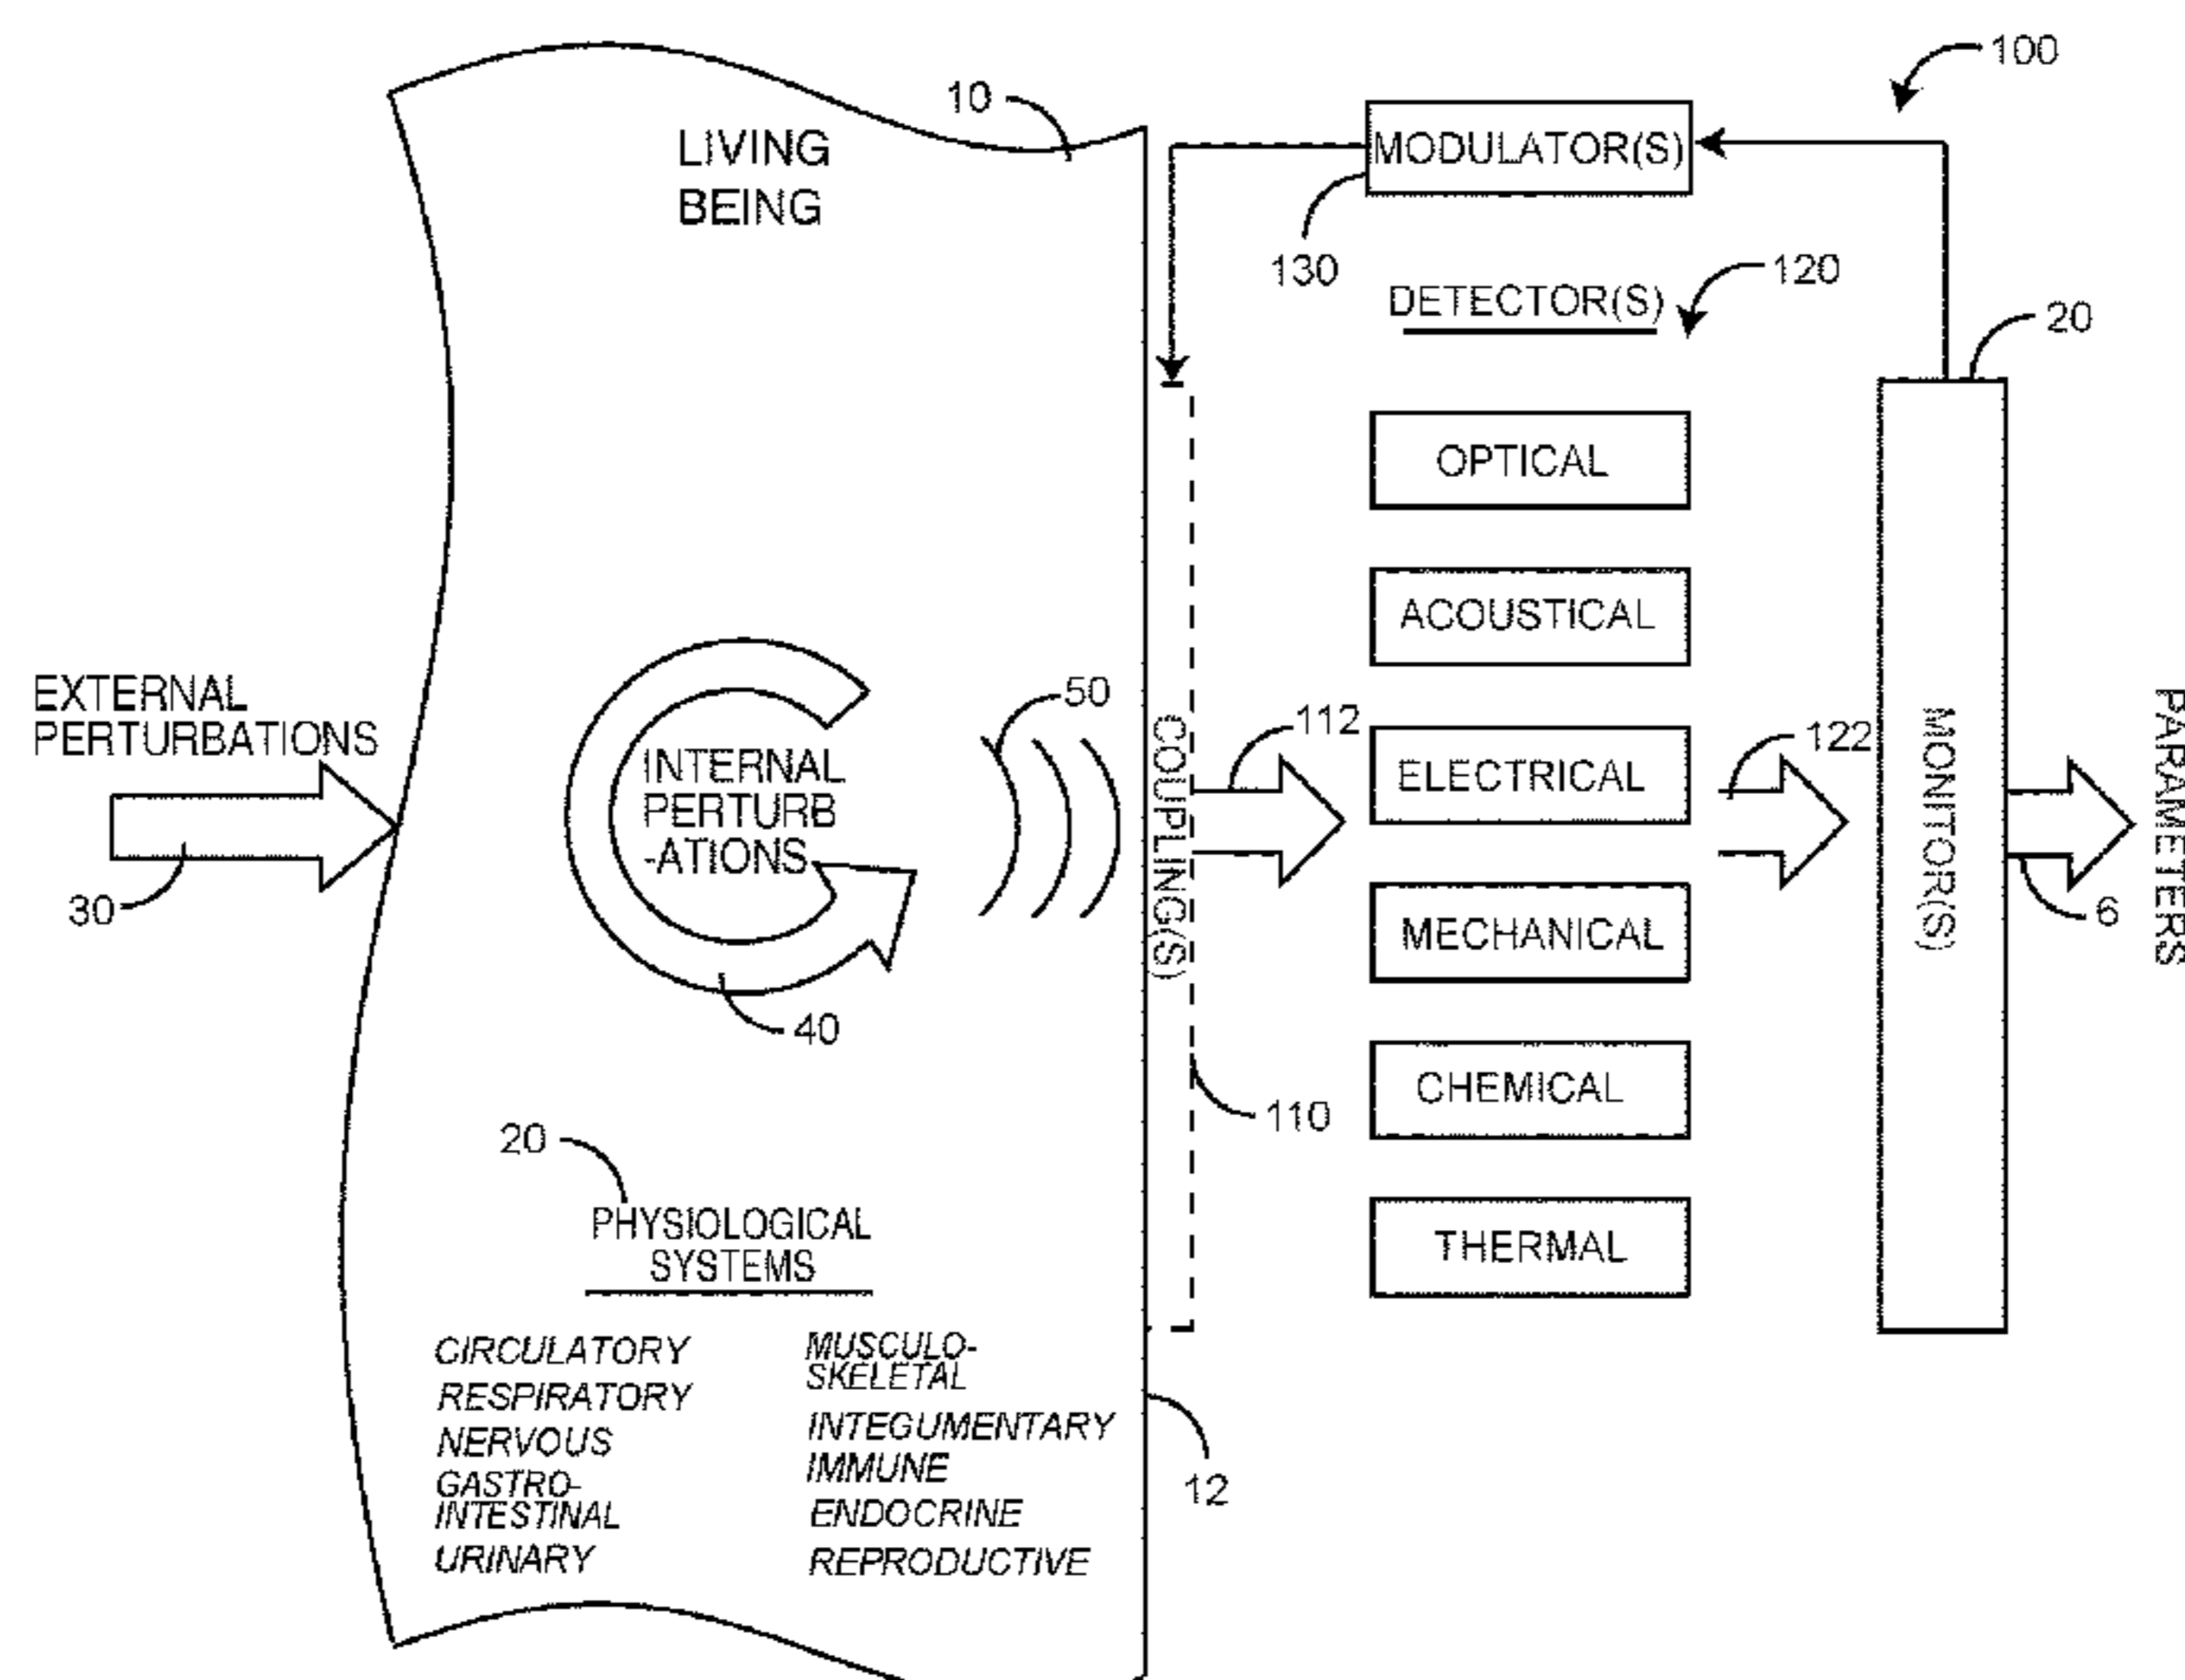 100
10
LIVING
BEING
MODULATOR(S)
130
120
DETECTOR(S)
20
OPTICAL
ACOUSTICAL
EXTERNAL
PERTURBATIONS
30
INTERNAL
PERTURB
-ATIONS
40
50
COUPLING(S)
112
ELECTRICAL
122
MONITOR(S)
PARAMETERS
6
MECHANICAL
CHEMICAL
110
THERMAL
20
PHYSIOLOGICAL
SYSTEMS
CIRCULATORY
RESPIRATORY
NERVOUS
GASTRO-
INTESTINAL
URINARY
MUSCULO-
SKELETAL
INTEGUMENTARY
IMMUNE
ENDOCRINE
REPRODUCTIVE
12